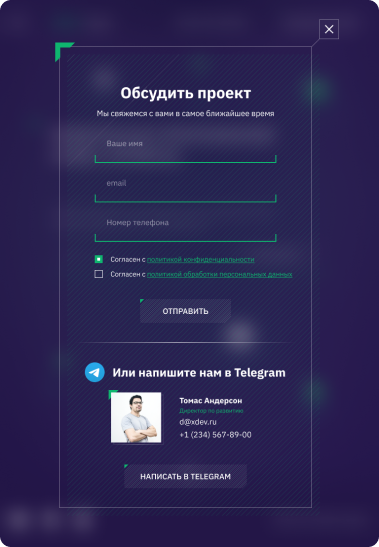 Обсудить проект
Мы свяжемся с вами в самое ближайшее время
Ваше имя
email
Номер телефона
Согласен с политикой конфиденциальности
Согласен с политикой обработки персональных данных
ОТПРАВИТЬ
Или напишите нам в Telegram
Томас Андерсон
Директор по развитию
d@xdev.ru
+1 (234) 567-89-00
НАПИСАТЬ В TELEGRAM